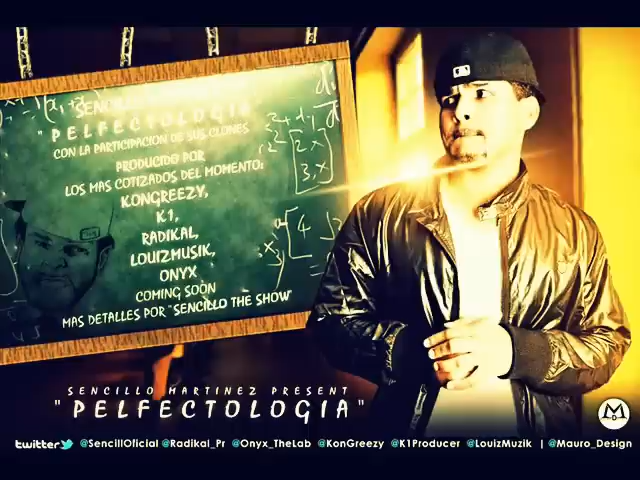 SENCILLO
"PELFECTOLOGIA"
CON LA PARTICIPACION DE SUS CLONES
PRODUCIDO POR
LOS MAS COTIZADOS DEL MOMENTO:
KONGREEZY,
K1,
RADIKAL,
LOUIZMUSIK,
ONYX
COMING SOON
MAS DETALLES POR "SENCILLO THE SHOW"
SENCILLO MARTINEZ PRESENT
"PELFECTOLOGIA"
twitter @SencillOficial @Radikal_Pr @Onyx_TheLab @KonGreezy @K1Producer @LouizMuzik | @Mauro_Design